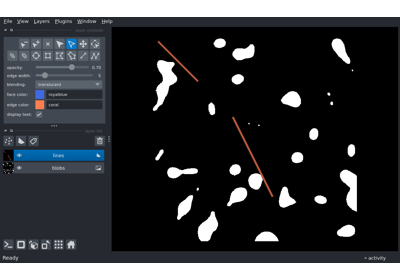 File View Layers Plugins Window Help
opacity: 0.70
edge width: 5
blending: translucent
face color: royalblue
edge color: coral
display text: ✓
lines
blobs
Ready
activity